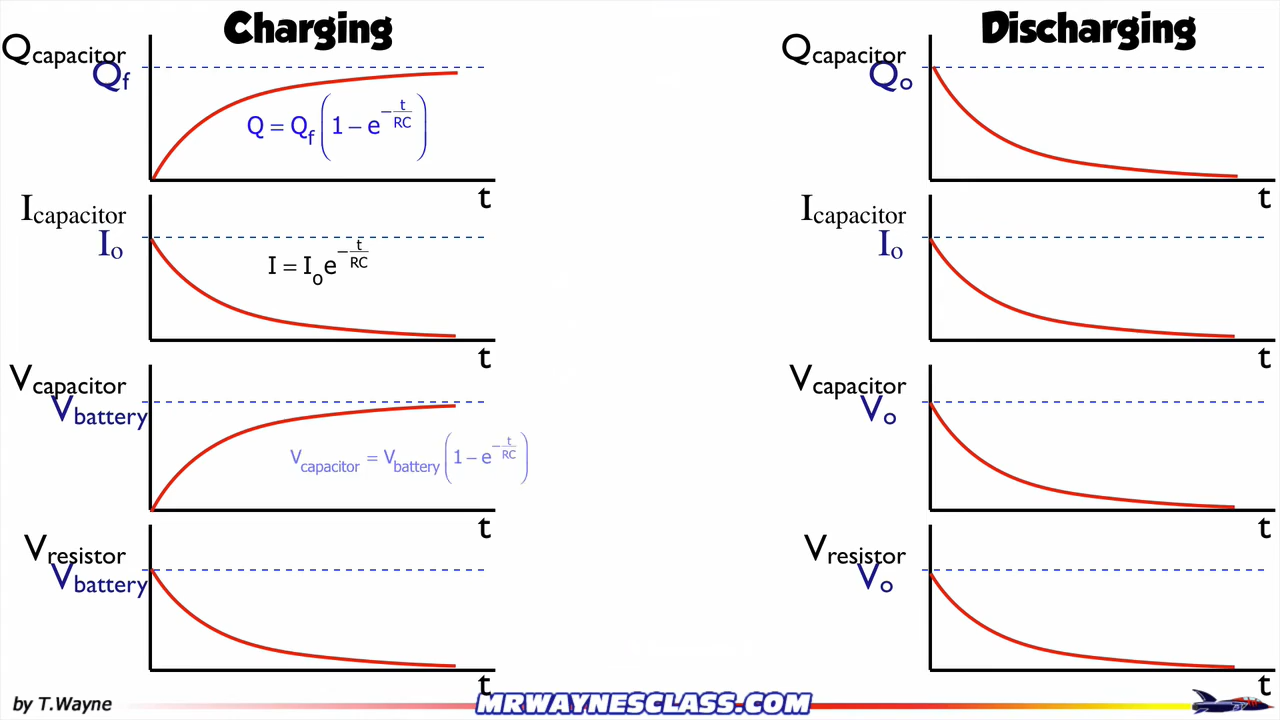 Charging
Discharging
Qcapacitor
Qf
Q = Qf (1 – e^–t/RC)
t
Qcapacitor
Qo
t
Icapacitor
Io
I = Ioe^–t/RC
t
Icapacitor
Io
t
Vcapacitor
Vbattery
Vcapacitor = Vbattery (1 – e^–t/RC)
t
Vcapacitor
Vo
t
Vresistor
Vbattery
t
Vresistor
Vo
t
by T.Wayne
MRWAYNESCLASS.COM